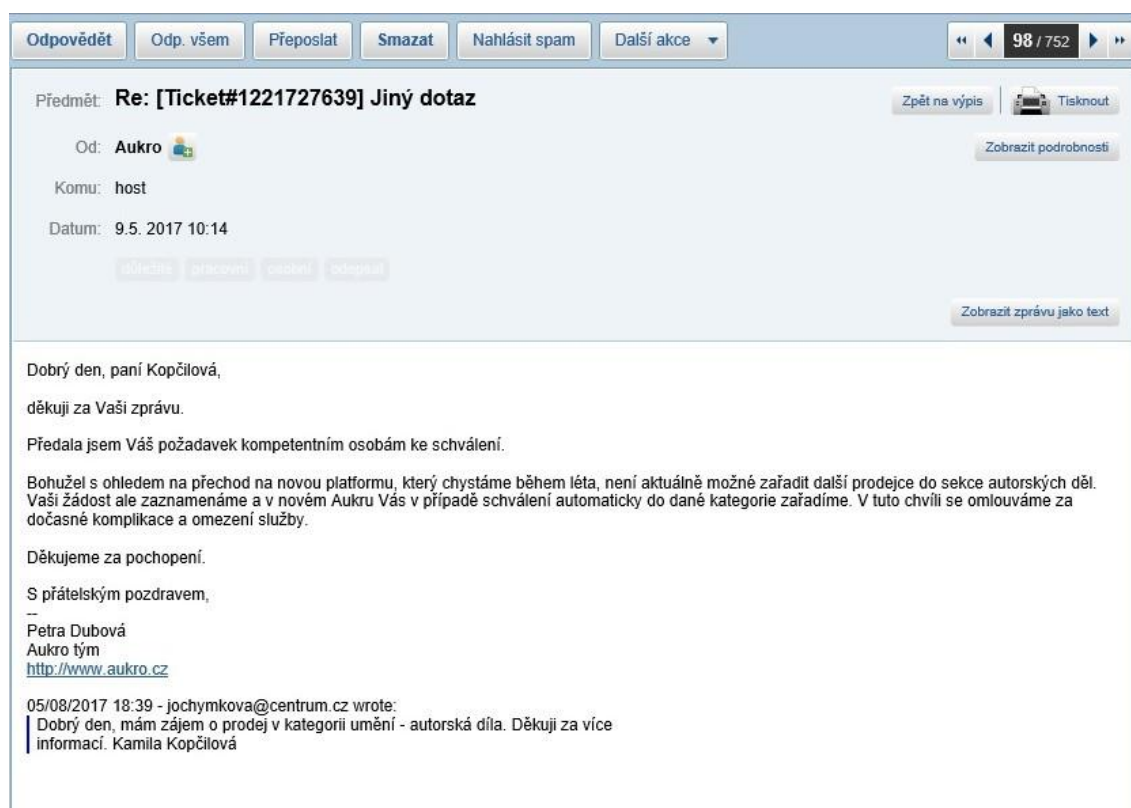 Odpovědět Odp. všem Přeposlat Smazat Nahlásit spam Další akce 98 / 752
Předmět: Re: [Ticket#1221727639] Jiný dotaz Zpět na výpis Tisknout
Od: Aukro Zobrazit podrobnosti
Komu: host
Datum: 9.5. 2017 10:14
důležité pracovní osobní odepsat
Zobrazit zprávu jako text
Dobrý den, paní Kopčilová,
děkuji za Vaši zprávu.
Předala jsem Váš požadavek kompetentním osobám ke schválení.
Bohužel s ohledem na přechod na novou platformu, který chystáme během léta, není aktuálně možné zařadit další prodejce do sekce autorských děl.
Vaši žádost ale zaznamenáme a v novém Aukru Vás v případě schválení automaticky do dané kategorie zařadíme. V tuto chvíli se omlouváme za
dočasné komplikace a omezení služby.
Děkujeme za pochopení.
S přátelským pozdravem,
--
Petra Dubová
Aukro tým
http://www.aukro.cz
05/08/2017 18:39 - jochymkova@centrum.cz wrote:
Dobrý den, mám zájem o prodej v kategorii umění - autorská díla. Děkuji za více
informací. Kamila Kopčilová